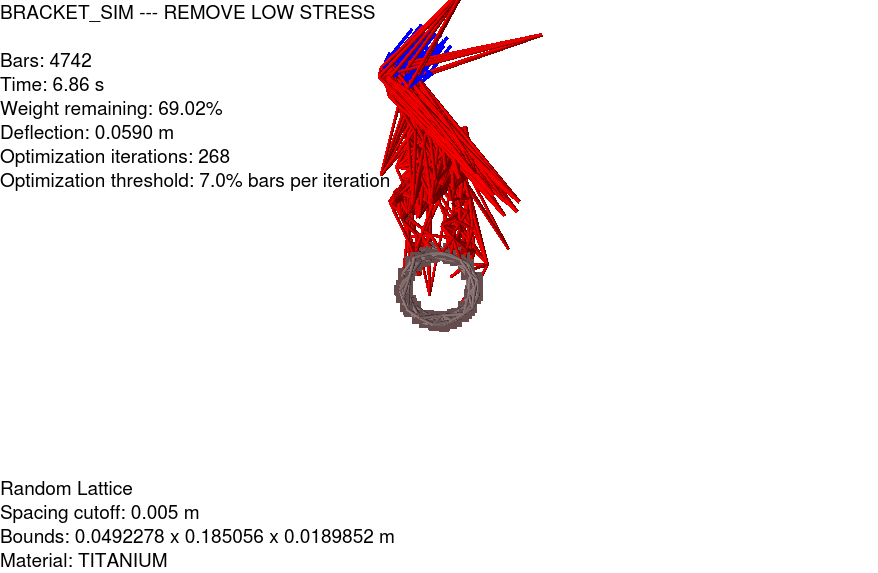 BRACKET_SIM --- REMOVE LOW STRESS
Bars: 4742
Time: 6.86 s
Weight remaining: 69.02%
Deflection: 0.0590 m
Optimization iterations: 268
Optimization threshold: 7.0% bars per iteration
Random Lattice
Spacing cutoff: 0.005 m
Bounds: 0.0492278 x 0.185056 x 0.0189852 m
Material: TITANIUM